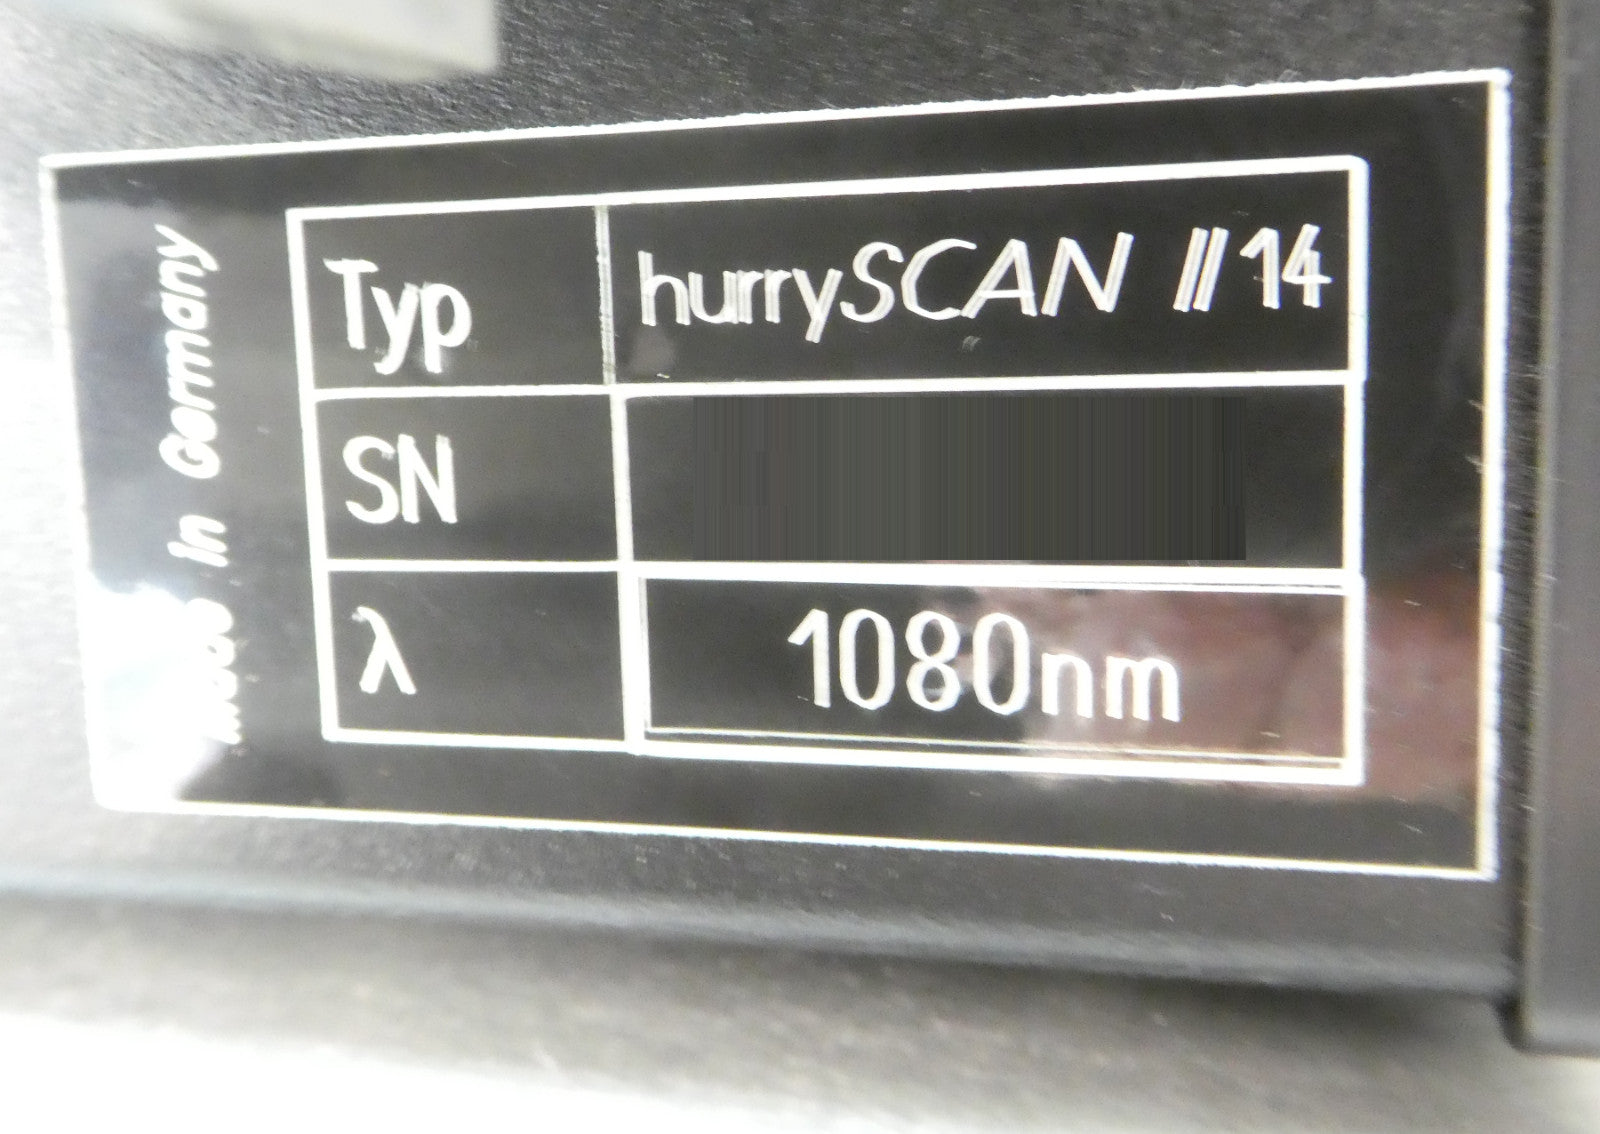 Made in Germany
Typ hurrySCAN II 14
SN
λ 1080nm